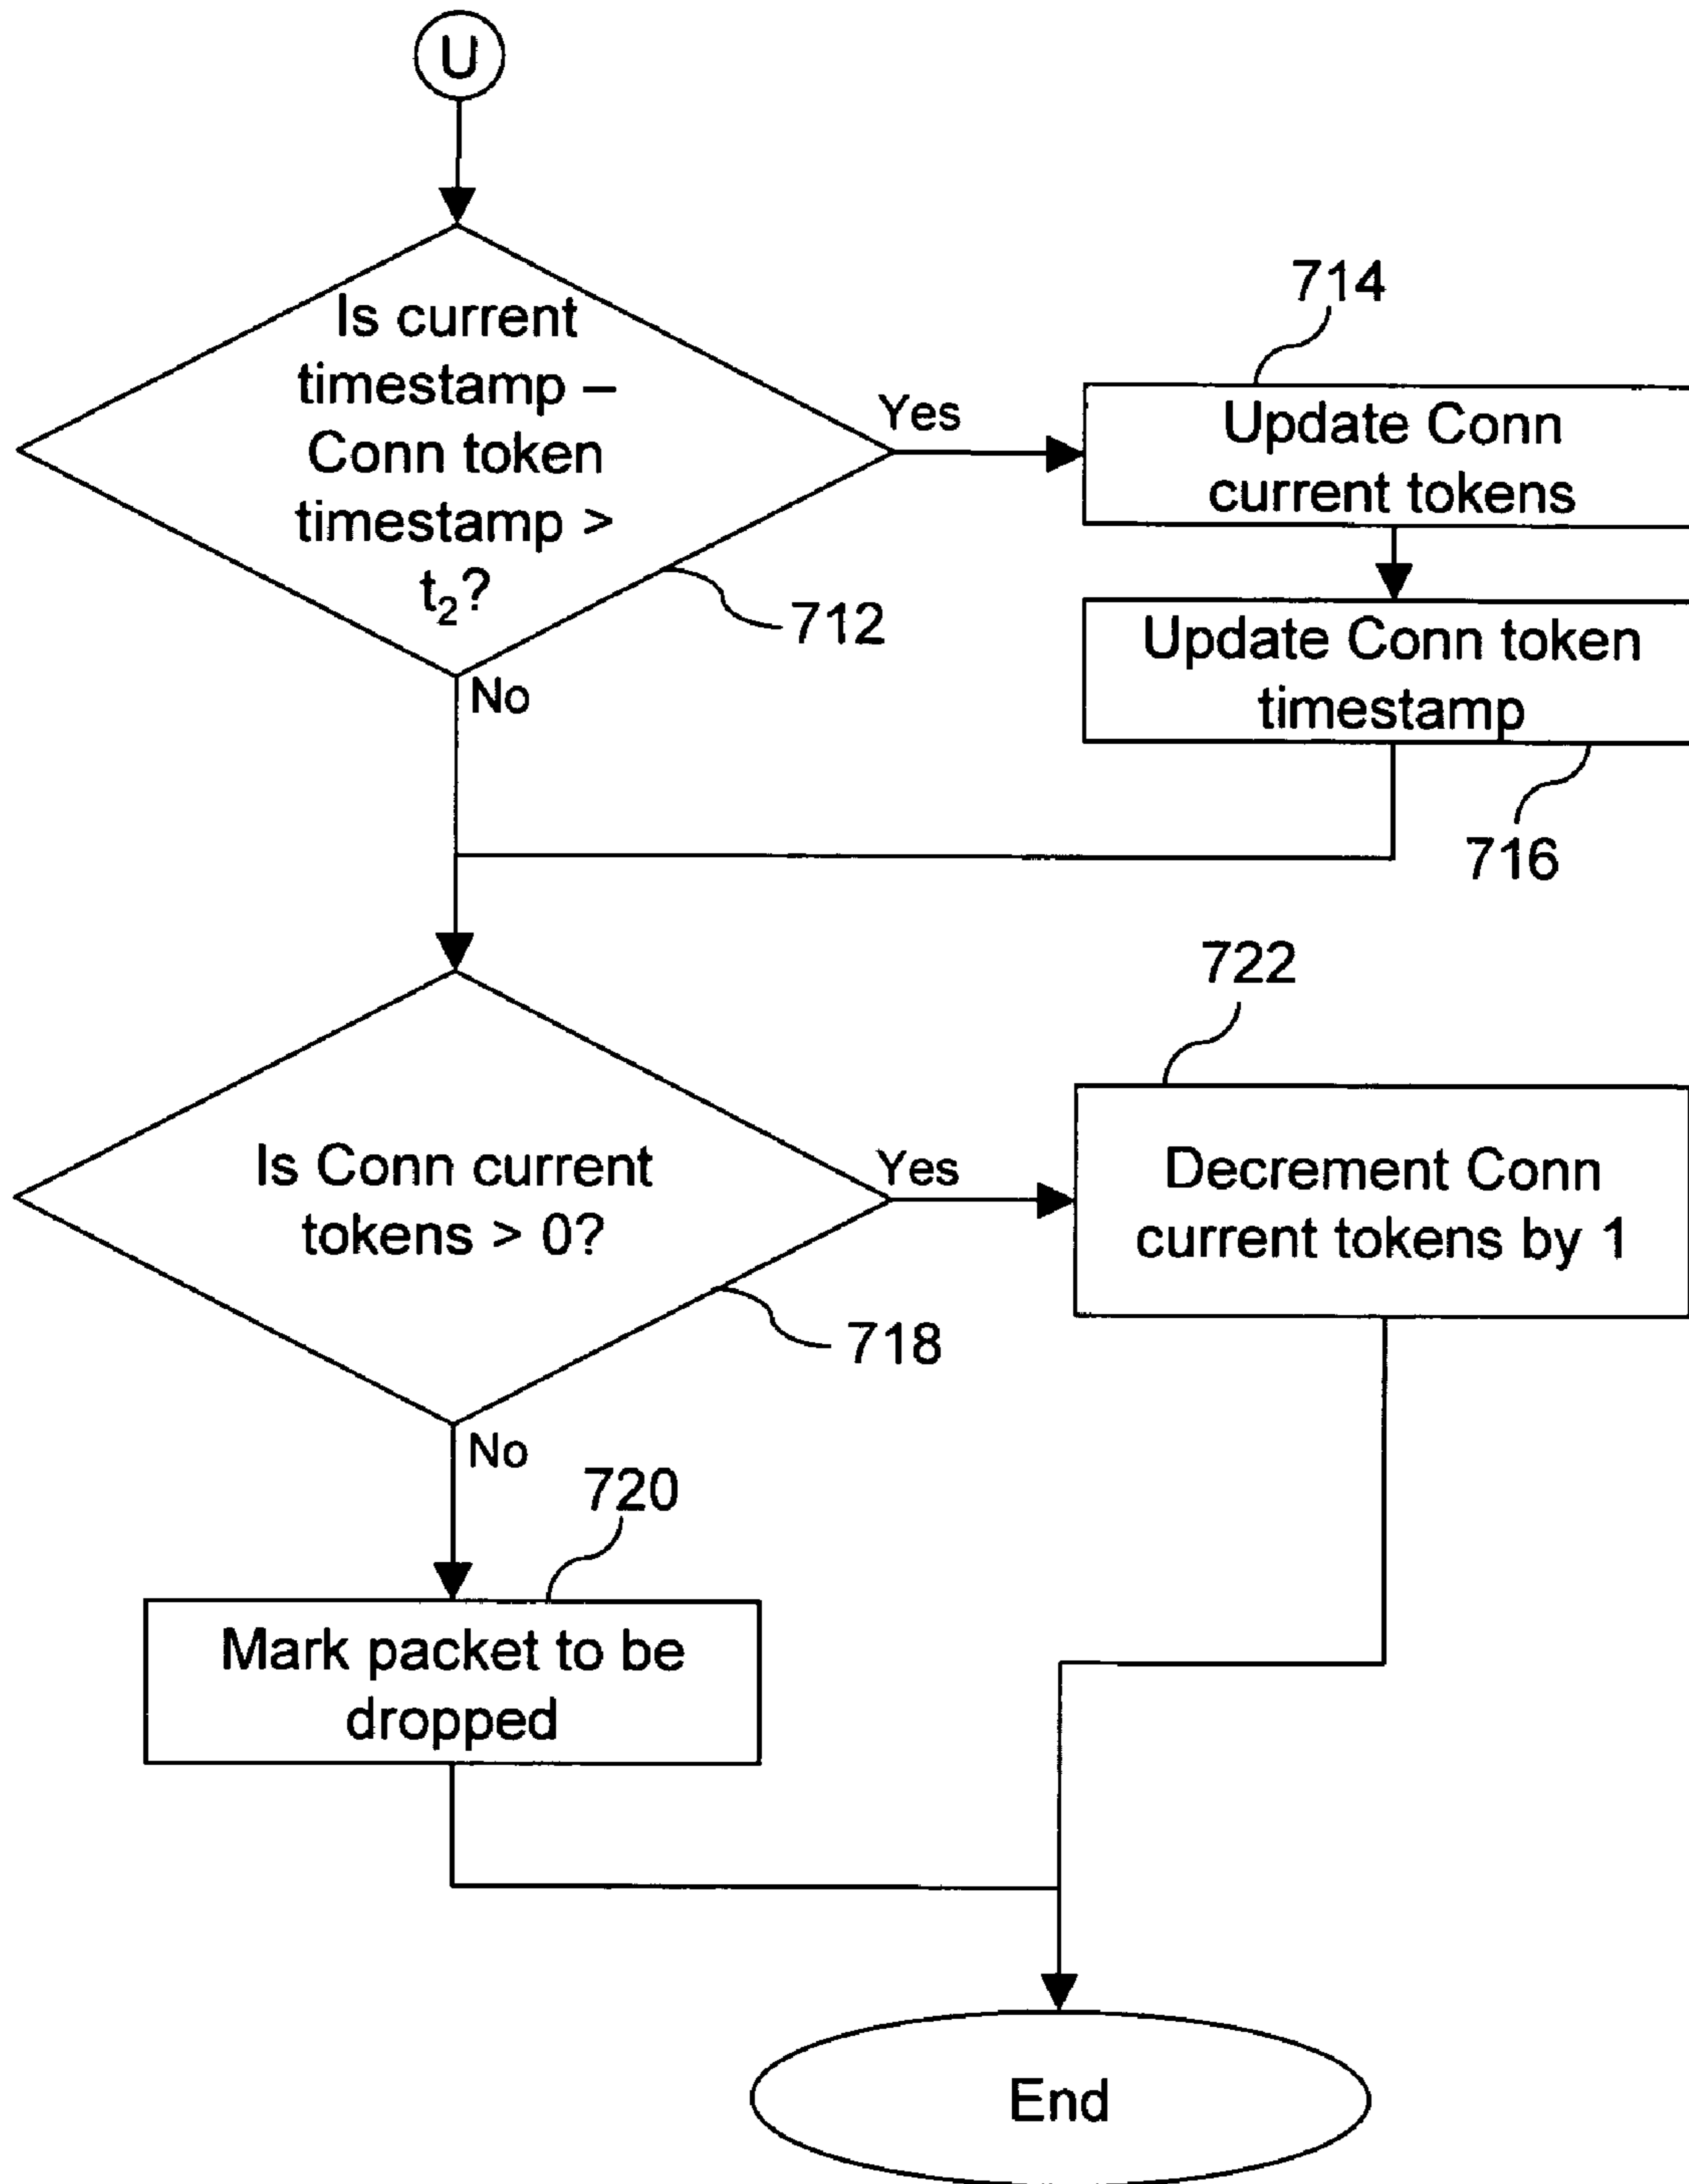 U
Is current
timestamp –
Conn token
timestamp >
t₂?
712
Yes
No
714
Update Conn
current tokens
Update Conn token
timestamp
716
Is Conn current
tokens > 0?
718
Yes
No
722
Decrement Conn
current tokens by 1
720
Mark packet to be
dropped
End